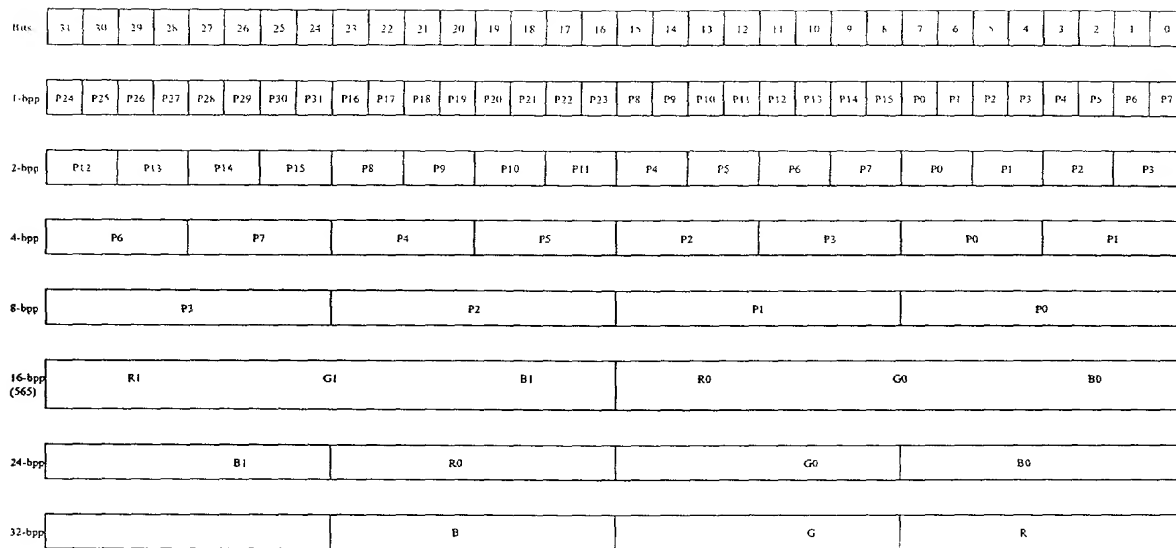 Bits 31 30 29 28 27 26 25 24 23 22 21 20 19 18 17 16 15 14 13 12 11 10 9 8 7 6 5 4 3 2 1 0
1-bpp P24 P25 P26 P27 P28 P29 P30 P31 P16 P17 P18 P19 P20 P21 P22 P23 P8 P9 P10 P11 P12 P13 P14 P15 P0 P1 P2 P3 P4 P5 P6 P7
2-bpp P12 P13 P14 P15 P8 P9 P10 P11 P4 P5 P6 P7 P0 P1 P2 P3
4-bpp P6 P7 P4 P5 P2 P3 P0 P1
8-bpp P3 P2 P1 P0
16-bpp R1 G1 B1 R0 G0 B0
(565)
24-bpp B1 R0 G0 B0
32-bpp B G R